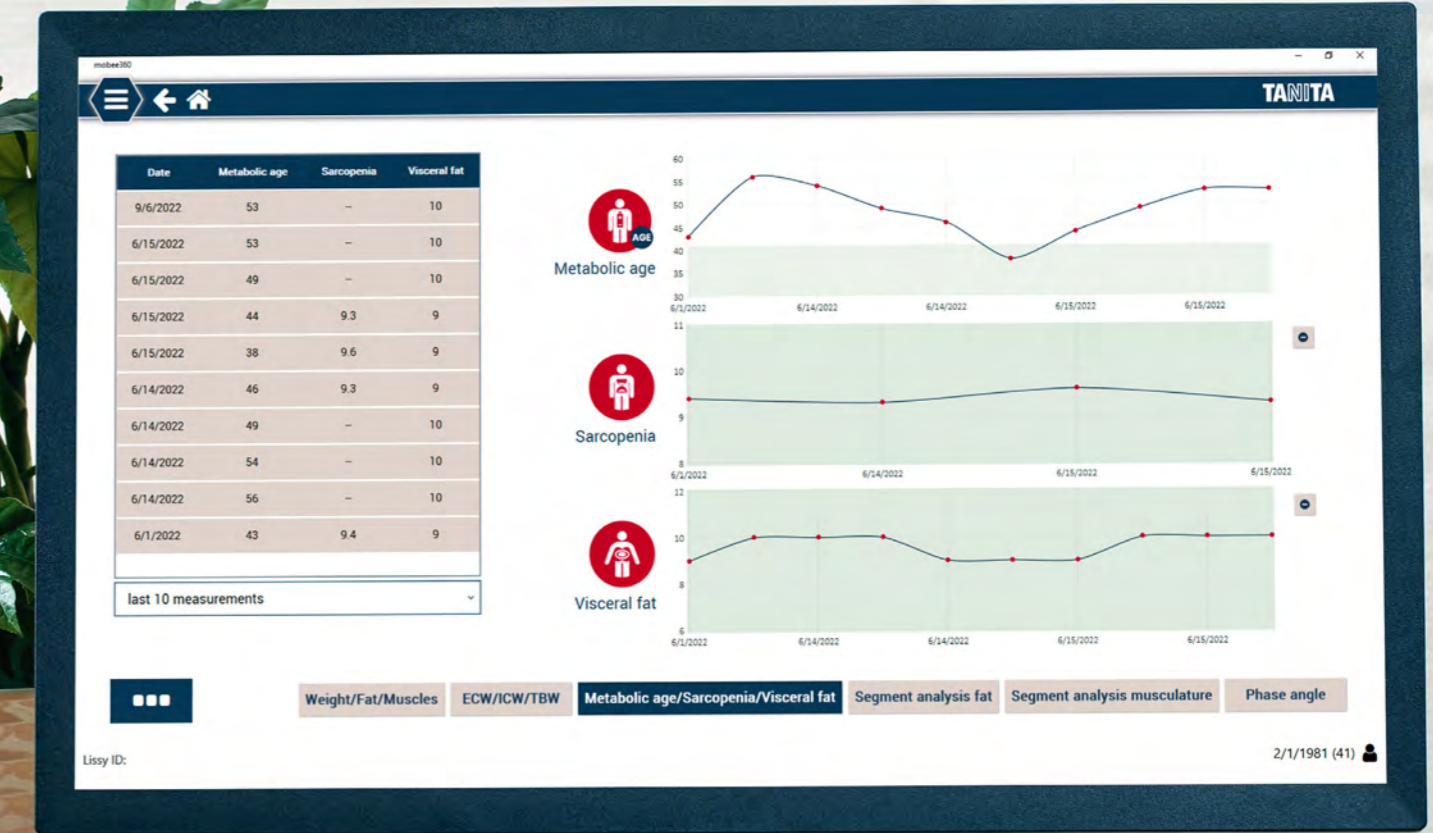 mobee360
TANITA
Date Metabolic age Sarcopenia Visceral fat
9/6/2022 53 – 10
6/15/2022 53 – 10
6/15/2022 49 – 10
6/15/2022 44 9.3 9
6/15/2022 38 9.6 9
6/14/2022 46 9.3 9
6/14/2022 49 – 10
6/14/2022 54 – 10
6/14/2022 56 – 10
6/1/2022 43 9.4 9
last 10 measurements
AGE
Metabolic age
60
55
50
45
40
35
30
6/1/2022 6/14/2022 6/14/2022 6/15/2022 6/15/2022
Sarcopenia
11
10
9
8
6/1/2022 6/14/2022 6/15/2022 6/15/2022
Visceral fat
12
10
8
6
6/1/2022 6/14/2022 6/14/2022 6/15/2022 6/15/2022
Weight/Fat/Muscles ECW/ICW/TBW Metabolic age/Sarcopenia/Visceral fat Segment analysis fat Segment analysis musculature Phase angle
Lissy ID:
2/1/1981 (41)